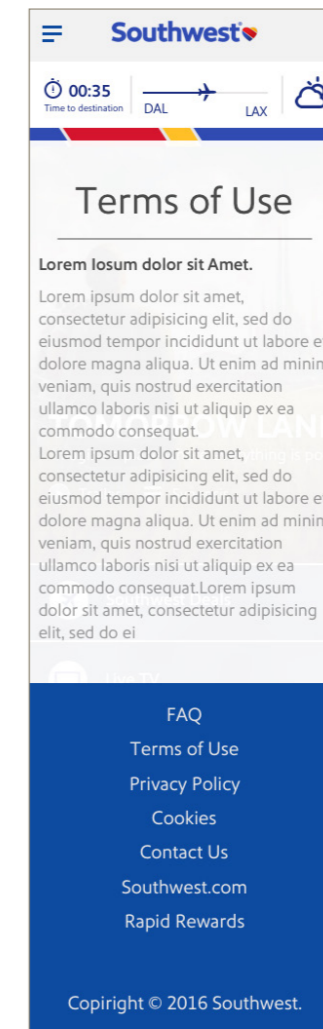 Southwest
00:35
Time to destination
DAL
LAX
Terms of Use
Lorem Iosum dolor sit Amet.
Lorem ipsum dolor sit amet,
consectetur adipisicing elit, sed do
eiusmod tempor incididunt ut labore e
dolore magna aliqua. Ut enim ad minim
veniam, quis nostrud exercitation
ullamco laboris nisi ut aliquip ex ea
commodo consequat.
Lorem ipsum dolor sit amet,
consectetur adipisicing elit, sed do
eiusmod tempor incididunt ut labore e
dolore magna aliqua. Ut enim ad minim
veniam, quis nostrud exercitation
ullamco laboris nisi ut aliquip ex ea
commodo consequat.Lorem ipsum
dolor sit amet, consectetur adipisicing
elit, sed do ei
Live TV
FAQ
Terms of Use
Privacy Policy
Cookies
Contact Us
Southwest.com
Rapid Rewards
Copiright © 2016 Southwest.